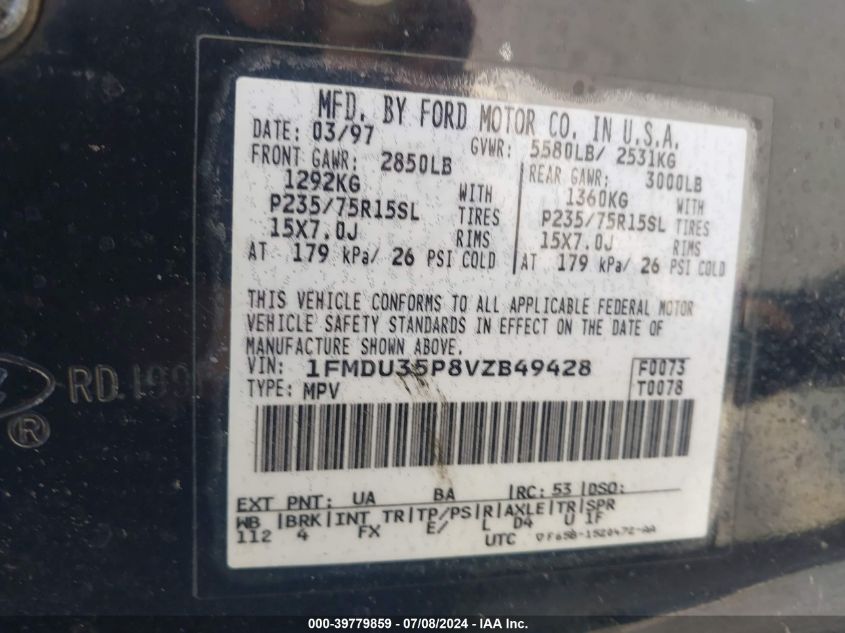 MFD. BY FORD MOTOR CO. IN U.S.A.
DATE: 03/97 GVWR: 5580LB/ 2531KG
FRONT GAWR: 2850LB REAR GAWR: 3000LB
1292KG WITH 1360KG WITH
P235/75R15SL TIRES P235/75R15SL TIRES
15X7.0J RIMS 15X7.0J RIMS
AT 179 kPa/ 26 PSI COLD AT 179 kPa/ 26 PSI COLD
THIS VEHICLE CONFORMS TO ALL APPLICABLE FEDERAL MOTOR
VEHICLE SAFETY STANDARDS IN EFFECT ON THE DATE OF
MANUFACTURE SHOWN ABOVE.
VIN: 1FMDU35P8VZB49428 F0073
TYPE: MPV T0078
RD.
®
EXT PNT: UA BA RC: 53 DSO:
WB BRK INT TR TP/PS R AXLE TR SPR
112 4 FX E/ L D4 U IF
UTC
000-39779859 - 07/08/2024 - IAA Inc.